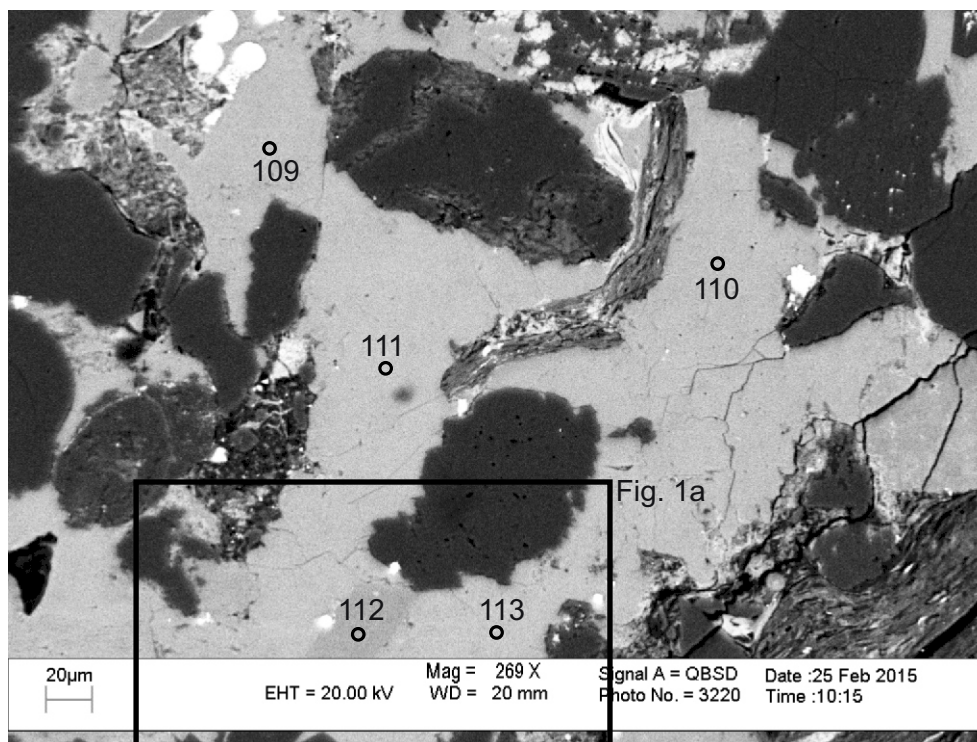 109
110
111
Fig. 1a
112
113
20µm
Mag = 269 X
EHT = 20.00 kV
WD = 20 mm
Signal A = QBSD
Photo No. = 3220
Date :25 Feb 2015
Time :10:15